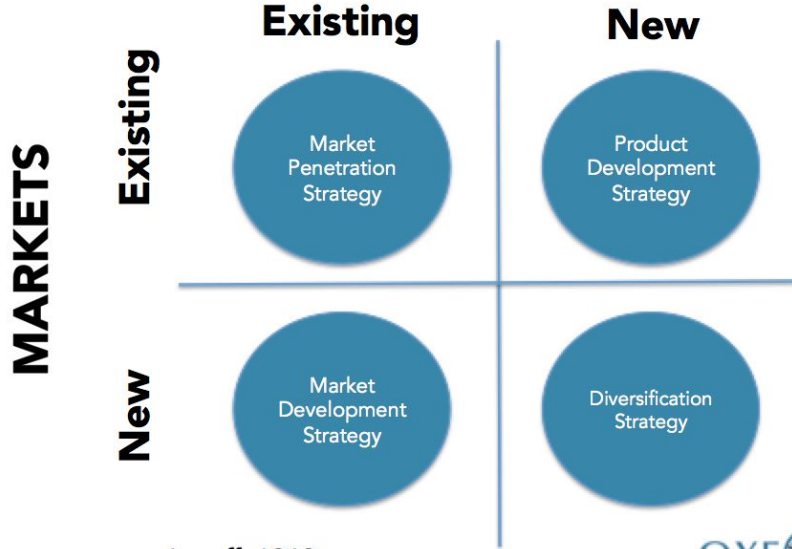 Existing
New
MARKETS
Existing
Market
Penetration
Strategy
Product
Development
Strategy
New
Market
Development
Strategy
Diversification
Strategy